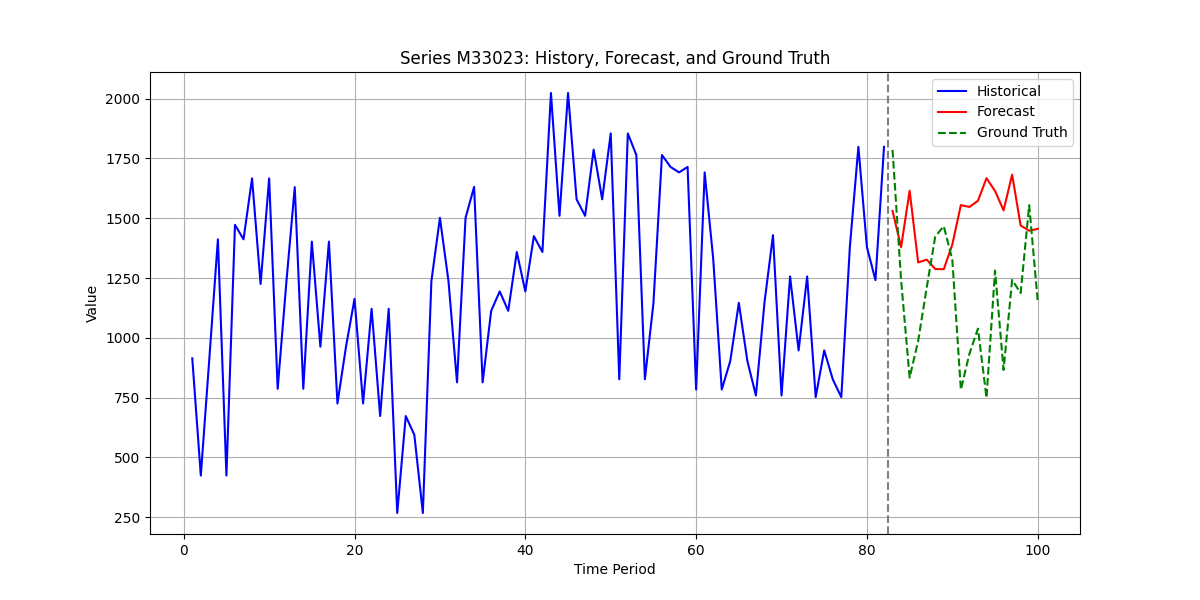 Series M33023: History, Forecast, and Ground Truth
Historical
Forecast
Ground Truth
Value
2000
1750
1500
1250
1000
750
500
250
0
20
40
60
80
100
Time Period